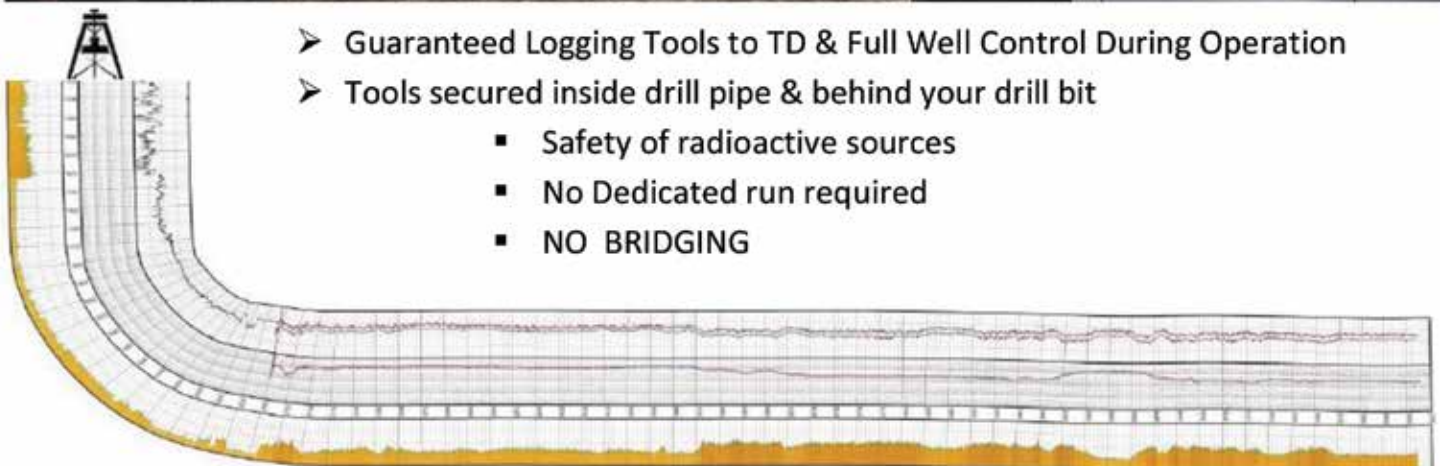 ➢ Guaranteed Logging Tools to TD & Full Well Control During Operation
➢ Tools secured inside drill pipe & behind your drill bit
▪ Safety of radioactive sources
▪ No Dedicated run required
▪ NO BRIDGING